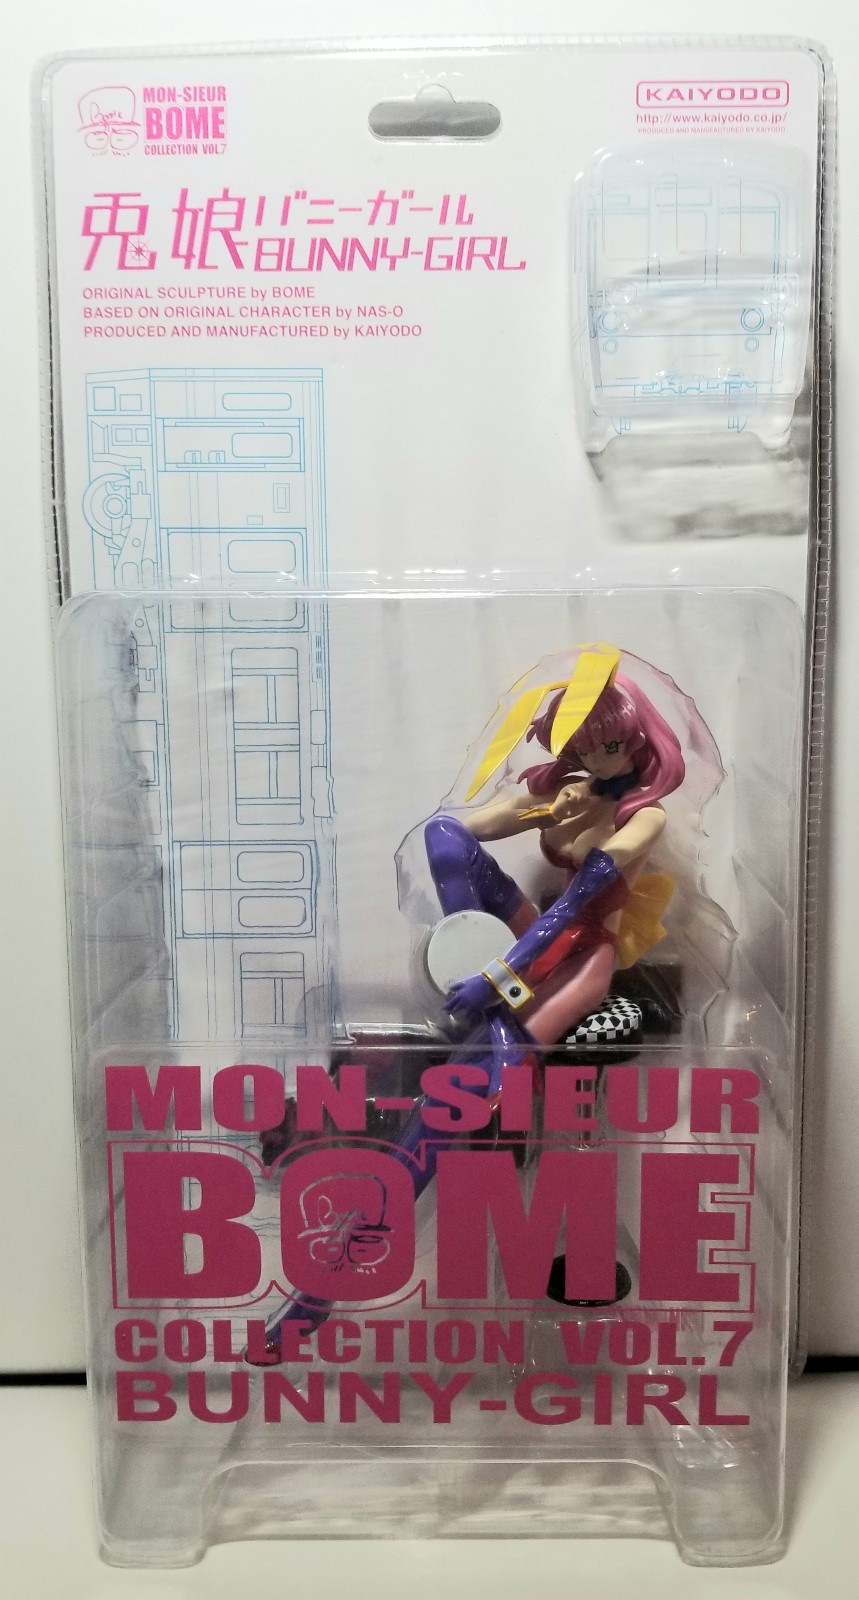 Bome
MON-SIEUR
BOME
COLLECTION VOL.7
KAIYODO
http://www.kaiyodo.co.jp/
PRODUCED AND MANUFACTURED BY KAIYODO
兎娘 バニーガール
BUNNY-GIRL
ORIGINAL SCULPTURE by BOME
BASED ON ORIGINAL CHARACTER by NAS-O
PRODUCED AND MANUFACTURED by KAIYODO
MON-SIEUR
BOME
Bome
COLLECTION VOL.7
BUNNY-GIRL